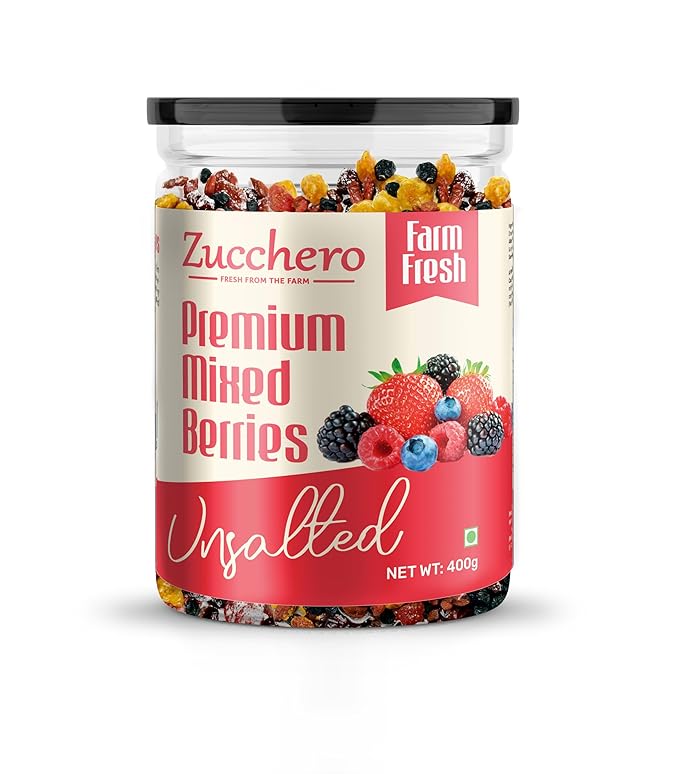 Zucchero
FRESH FROM THE FARM
Farm
Fresh
Premium
Mixed
Berries
Unsalted
NET WT: 400g